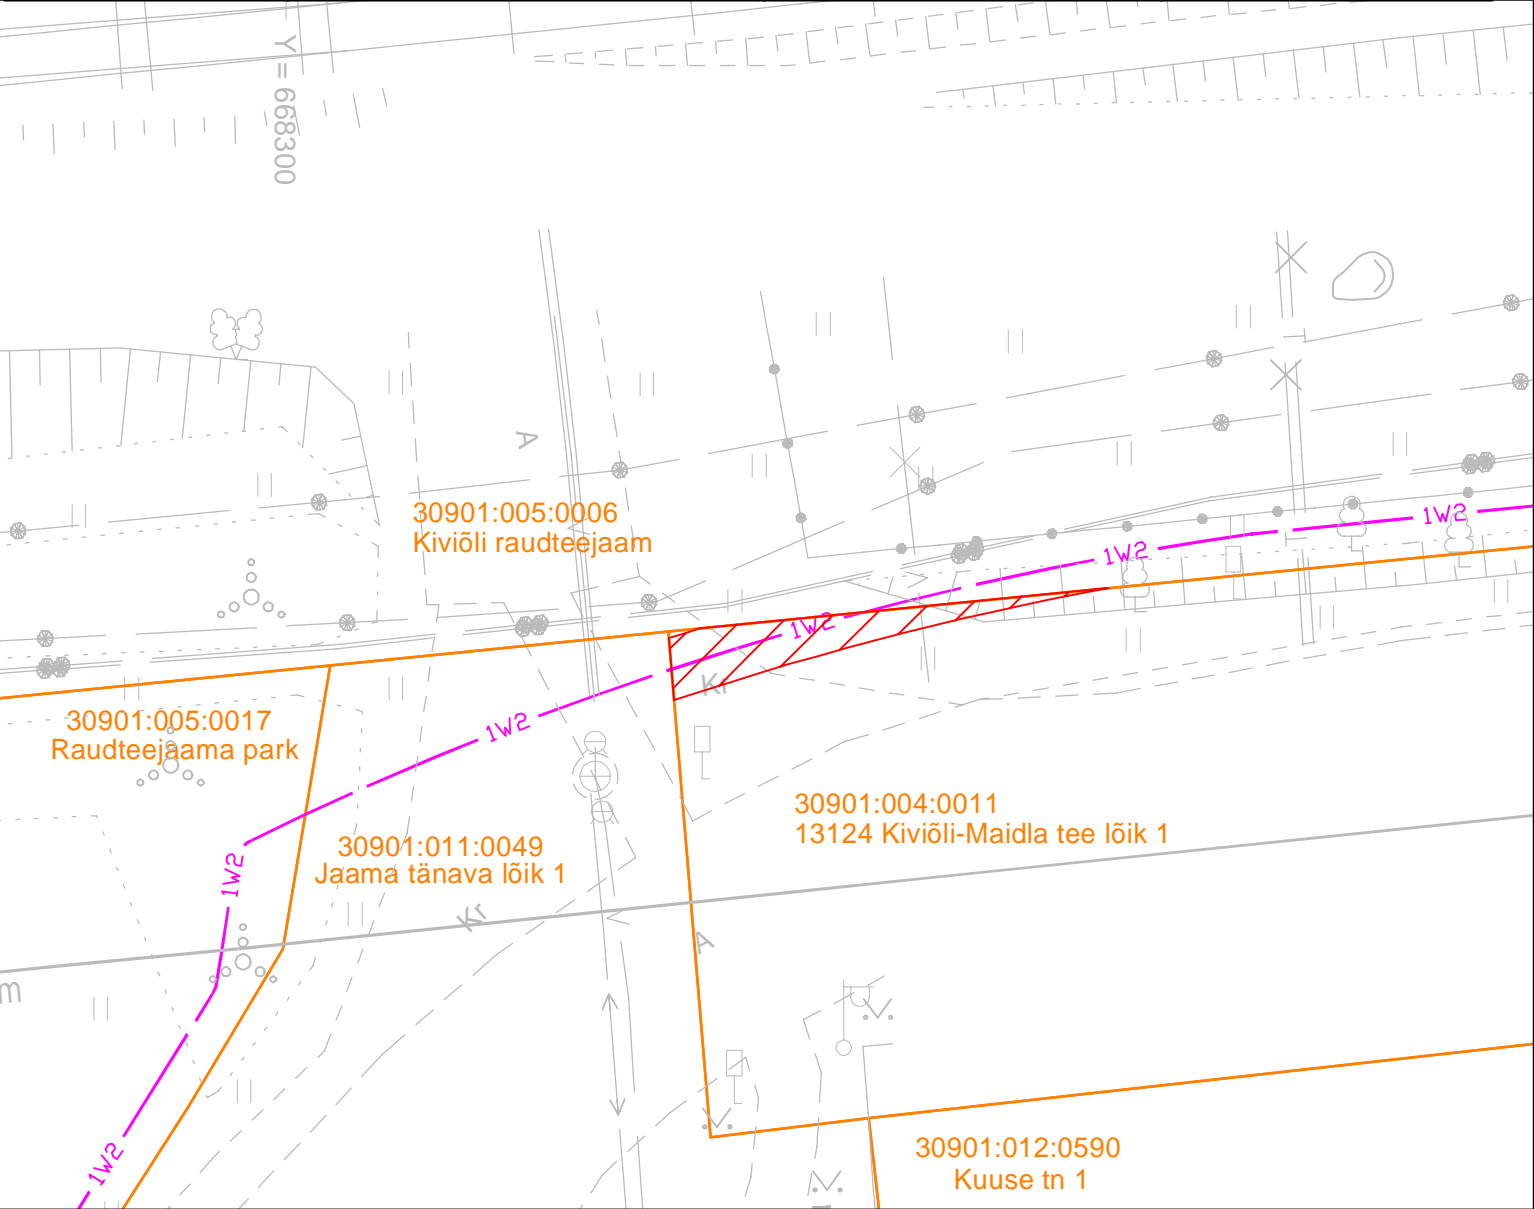 Y = 668300
A
30901:005:0006
Kiviõli raudteejaam
1W2
1W2
1W2
Kr
30901:005:0017
Raudteejaama park
1W2
30901:004:0011
13124 Kiviõli-Maidla tee lõik 1
30901:011:0049
Jaama tänava lõik 1
1W2
Kr
A
m
30901:012:0590
Kuuse tn 1
1W2